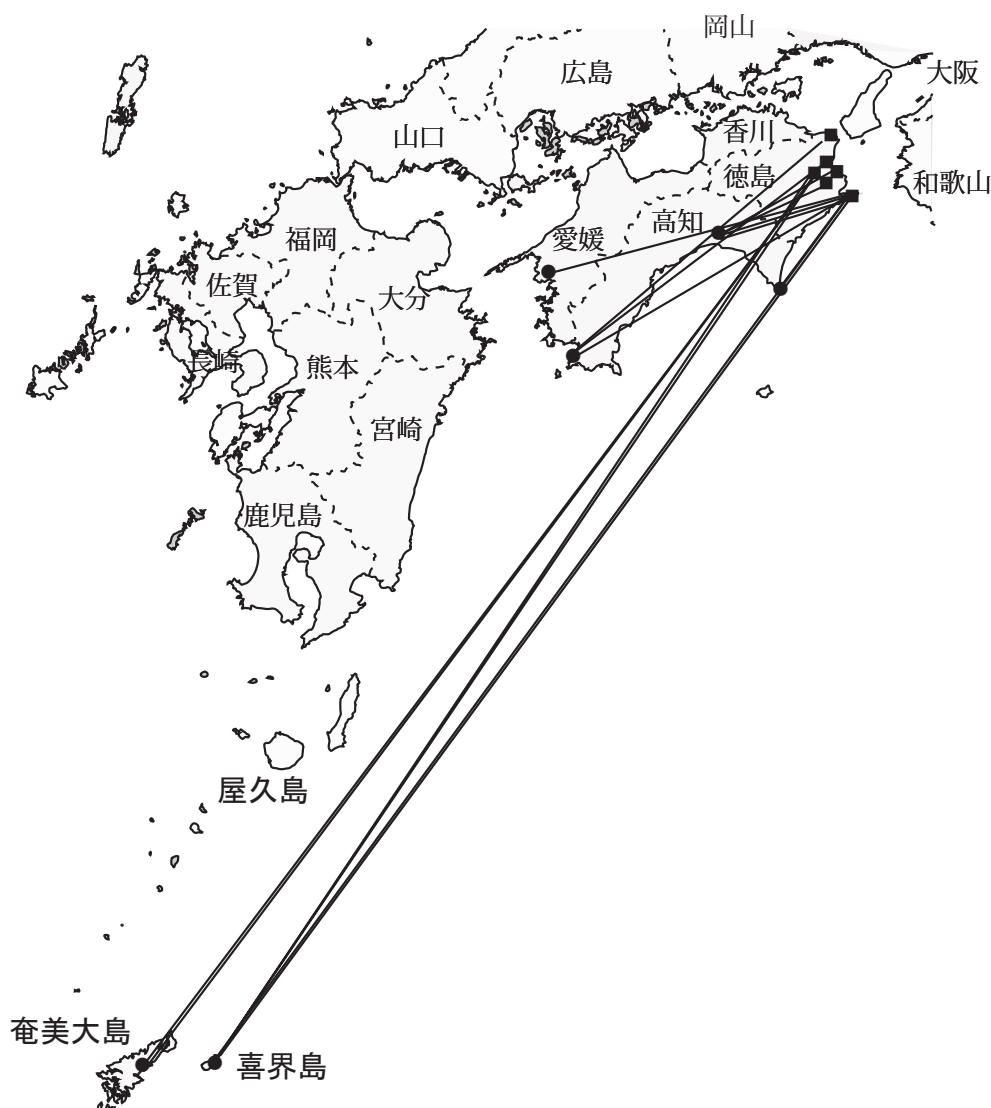 岡山
広島
大阪
山口
香川
徳島
和歌山
高知
福岡
愛媛
佐賀
大分
長崎
熊本
宮崎
鹿児島
屋久島
奄美大島
喜界島